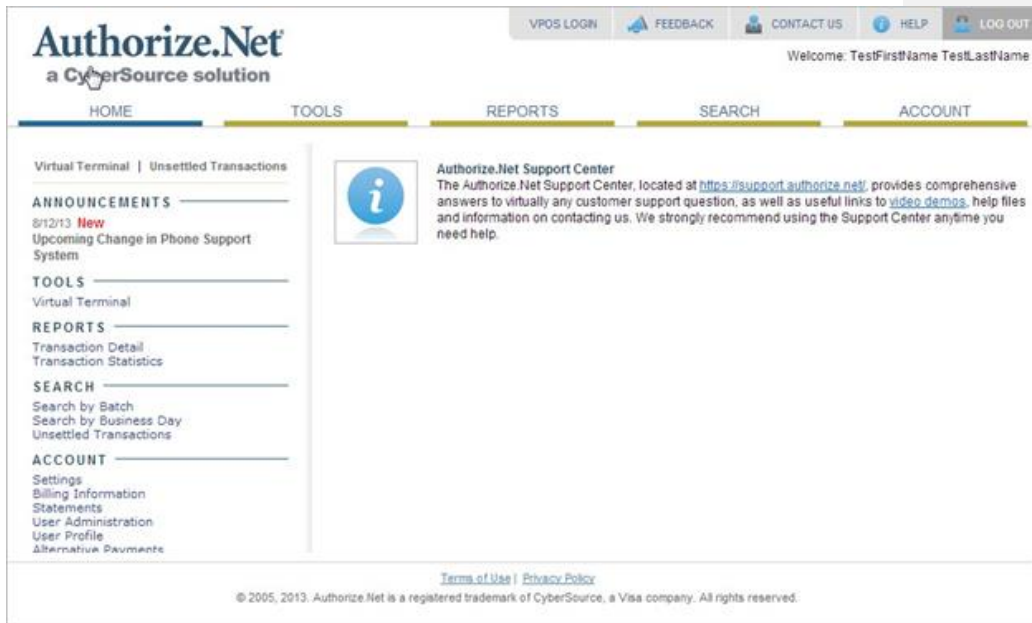 VPOS LOGIN FEEDBACK CONTACT US HELP LOG OUT
Authorize.Net
a CyberSource solution
Welcome: TestFirstName TestLastName
HOME TOOLS REPORTS SEARCH ACCOUNT
Virtual Terminal | Unsettled Transactions
ANNOUNCEMENTS
8/12/13 New
Upcoming Change in Phone Support
System
TOOLS
Virtual Terminal
REPORTS
Transaction Detail
Transaction Statistics
SEARCH
Search by Batch
Search by Business Day
Unsettled Transactions
ACCOUNT
Settings
Billing Information
Statements
User Administration
User Profile
Alternative Payments
i
Authorize.Net Support Center
The Authorize.Net Support Center, located at https://support.authorize.net/, provides comprehensive
answers to virtually any customer support question, as well as useful links to video demos, help files
and information on contacting us. We strongly recommend using the Support Center anytime you
need help.
Terms of Use | Privacy Policy
© 2005, 2013. Authorize.Net is a registered trademark of CyberSource, a Visa company. All rights reserved.